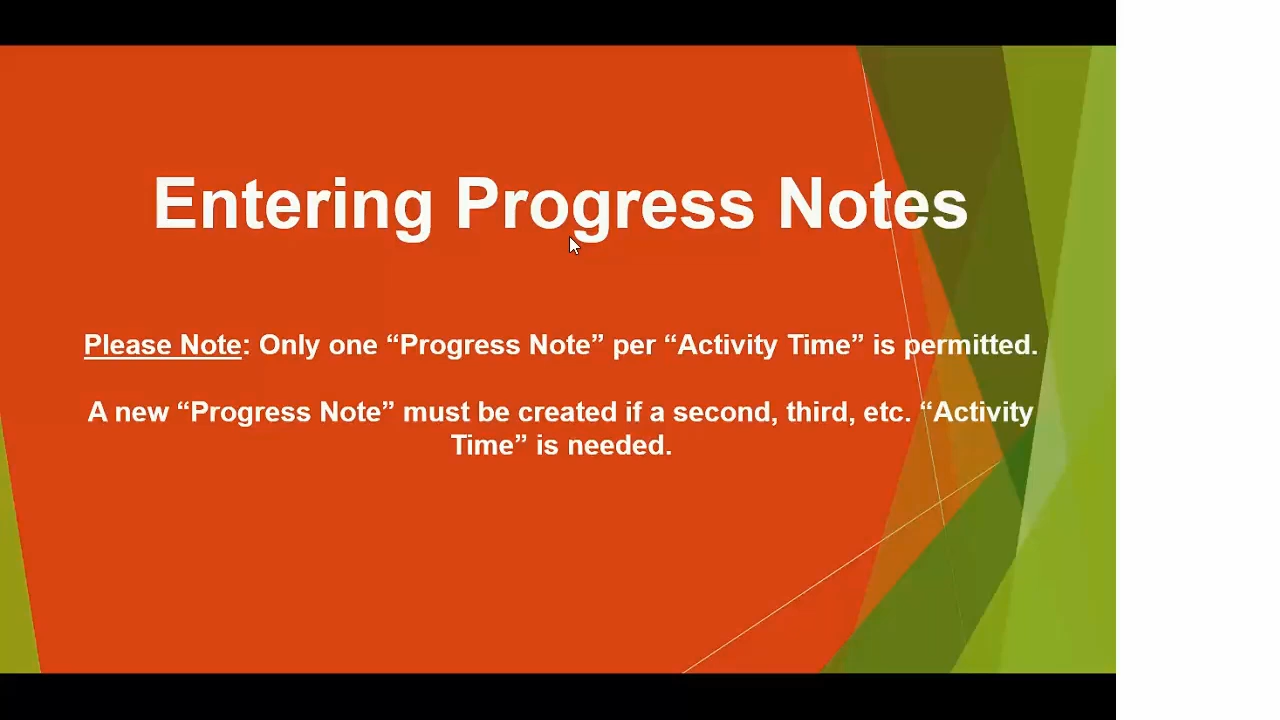 Entering Progress Notes
Please Note: Only one “Progress Note” per “Activity Time” is permitted.
A new “Progress Note” must be created if a second, third, etc. “Activity
Time” is needed.